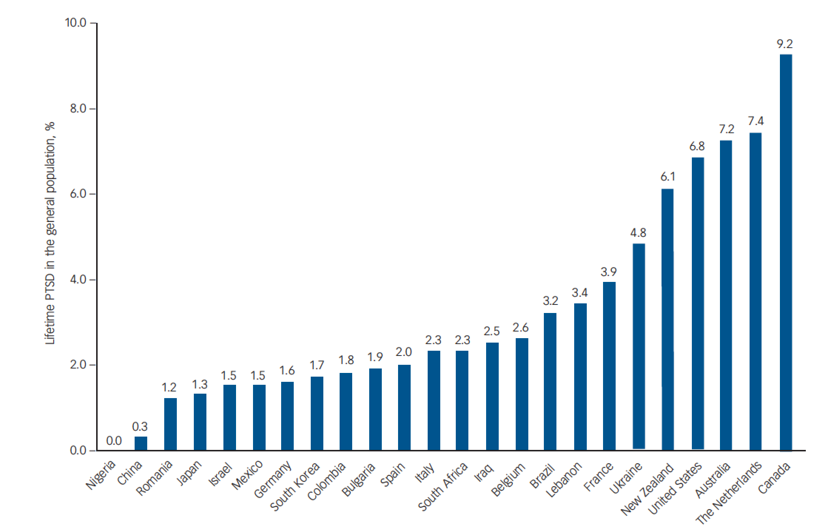 Lifetime PTSD in the general population, %
10.0
8.0
6.0
4.0
2.0
0.0
0.0
0.3
1.2
1.3
1.5
1.5
1.6
1.7
1.8
1.9
2.0
2.3
2.3
2.5
2.6
3.2
3.4
3.9
4.8
6.1
6.8
7.2
7.4
9.2
Nigeria
China
Romania
Japan
Israel
Mexico
Germany
South Korea
Colombia
Bulgaria
Spain
Italy
South Africa
Iraq
Belgium
Brazil
Lebanon
France
Ukraine
New Zealand
United States
Australia
The Netherlands
Canada